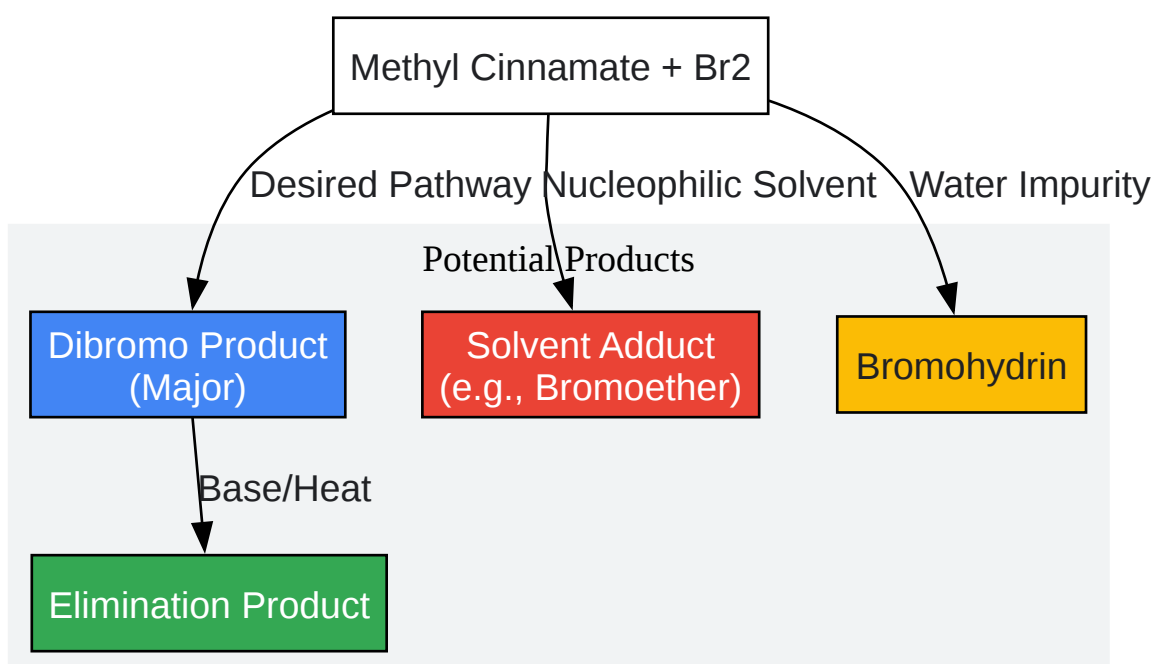 Methyl Cinnamate + Br2
Desired Pathway
Nucleophilic Solvent
Water Impurity
Potential Products
Dibromo Product
(Major)
Solvent Adduct
(e.g., Bromoether)
Bromohydrin
Base/Heat
Elimination Product